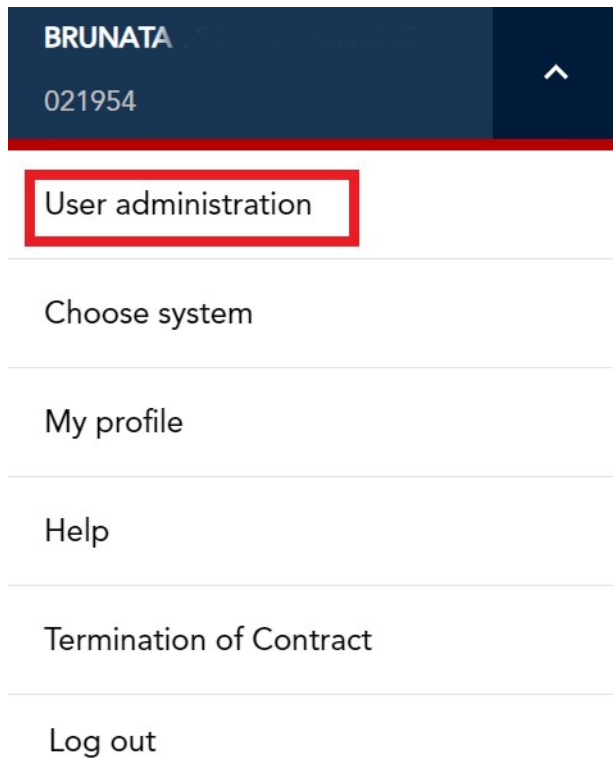 BRUNATA
021954
User administration
Choose system
My profile
Help
Termination of Contract
Log out